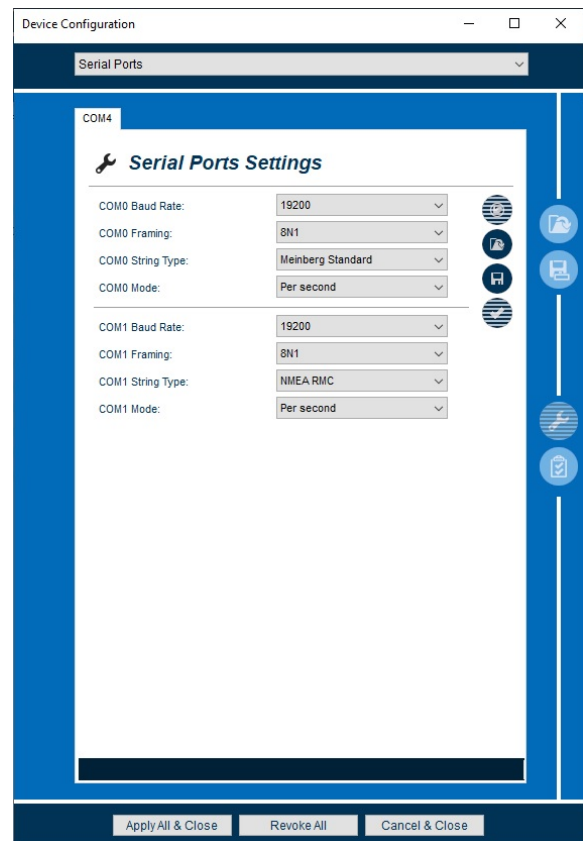 Device Configuration
Serial Ports
COM4
Serial Ports Settings
COM0 Baud Rate: 19200
COM0 Framing: 8N1
COM0 String Type: Meinberg Standard
COM0 Mode: Per second
COM1 Baud Rate: 19200
COM1 Framing: 8N1
COM1 String Type: NMEA RMC
COM1 Mode: Per second
Apply All & Close Revoke All Cancel & Close